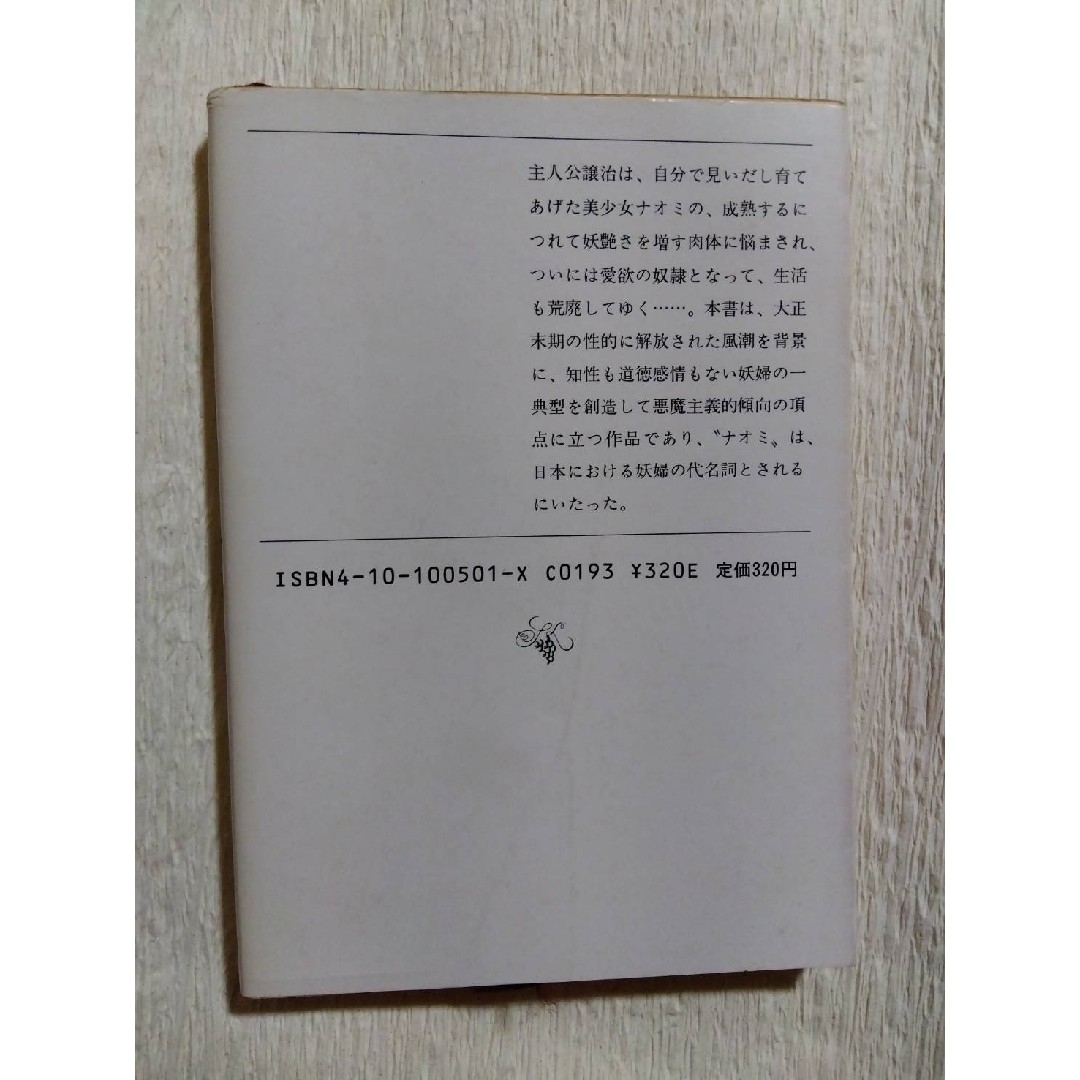 主人公譲治は、自分で見いだし育て
あげた美少女ナオミの、成熟するに
つれて妖艶さを増す肉体に悩まされ、
ついには愛欲の奴隷となって、生活
も荒廃してゆく……。本書は、大正
末期の性的に解放された風潮を背景
に、知性も道徳感情もない妖婦の一
典型を創造して悪魔主義的傾向の頂
点に立つ作品であり、〝ナオミ〟は、
日本における妖婦の代名詞とされる
にいたった。
ISBN4-10-100501-X C0193 ¥320E 定価320円